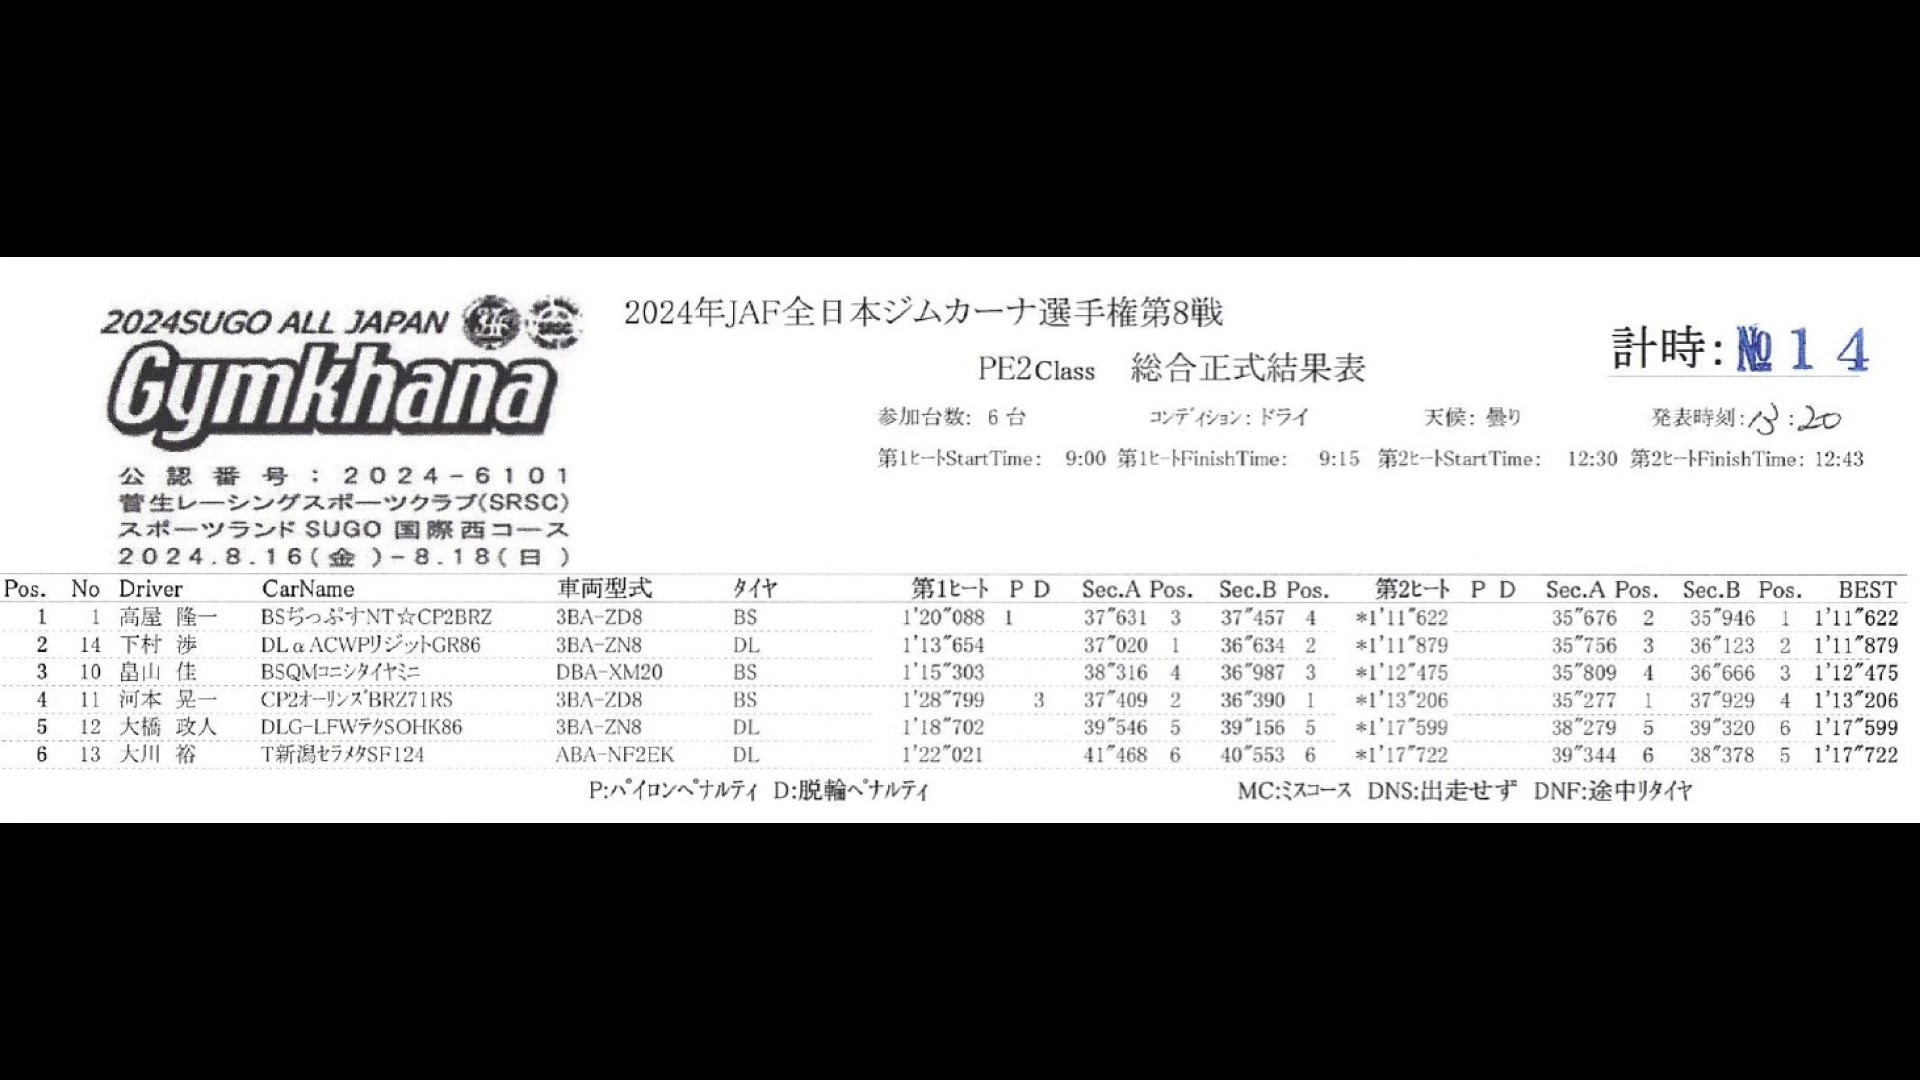 2024SUGO ALL JAPAN
Gymkhana
公認番号:2024-6101
菅生レーシングスポーツクラブ(SRSC)
スポーツランドSUGO 国際西コース
2024.8.16(金)-8.18(日)
2024年JAF全日本ジムカーナ選手権第8戦
PE2Class 総合正式結果表
計時:№14
参加台数: 6 台 コンディション:ドライ 天候: 曇り 発表時刻:13:20
第1ヒートStartTime: 9:00 第1ヒートFinishTime: 9:15 第2ヒートStartTime: 12:30 第2ヒートFinishTime: 12:43
Pos. No Driver CarName 車両型式 タイヤ 第1ヒート P D Sec.A Pos. Sec.B Pos. 第2ヒート P D Sec.A Pos. Sec.B Pos. BEST
1 1 高屋 隆一 BSぢっぷすNT☆CP2BRZ 3BA-ZD8 BS 1'20"088 1 37"631 3 37"457 4 *1'11"622 35"676 2 35"946 1 1'11"622
2 14 下村 渉 DLαACWPリジットGR86 3BA-ZN8 DL 1'13"654 37"020 1 36"634 2 *1'11"879 35"756 3 36"123 2 1'11"879
3 10 畠山 佳 BSQMコニシタイヤミニ DBA-XM20 BS 1'15"303 38"316 4 36"987 3 *1'12"475 35"809 4 36"666 3 1'12"475
4 11 河本 晃一 CP2オーリンズBRZ71RS 3BA-ZD8 BS 1'28"799 3 37"409 2 36"390 1 *1'13"206 35"277 1 37"929 4 1'13"206
5 12 大橋 政人 DLG-LFWテクSOHK86 3BA-ZN8 DL 1'18"702 39"546 5 39"156 5 *1'17"599 38"279 5 39"320 6 1'17"599
6 13 大川 裕 T新潟セラメタSF124 ABA-NF2EK DL 1'22"021 41"468 6 40"553 6 *1'17"722 39"344 6 38"378 5 1'17"722
P:パイロンペナルティ D:脱輪ペナルティ MC:ミスコース DNS:出走せず DNF:途中リタイヤ